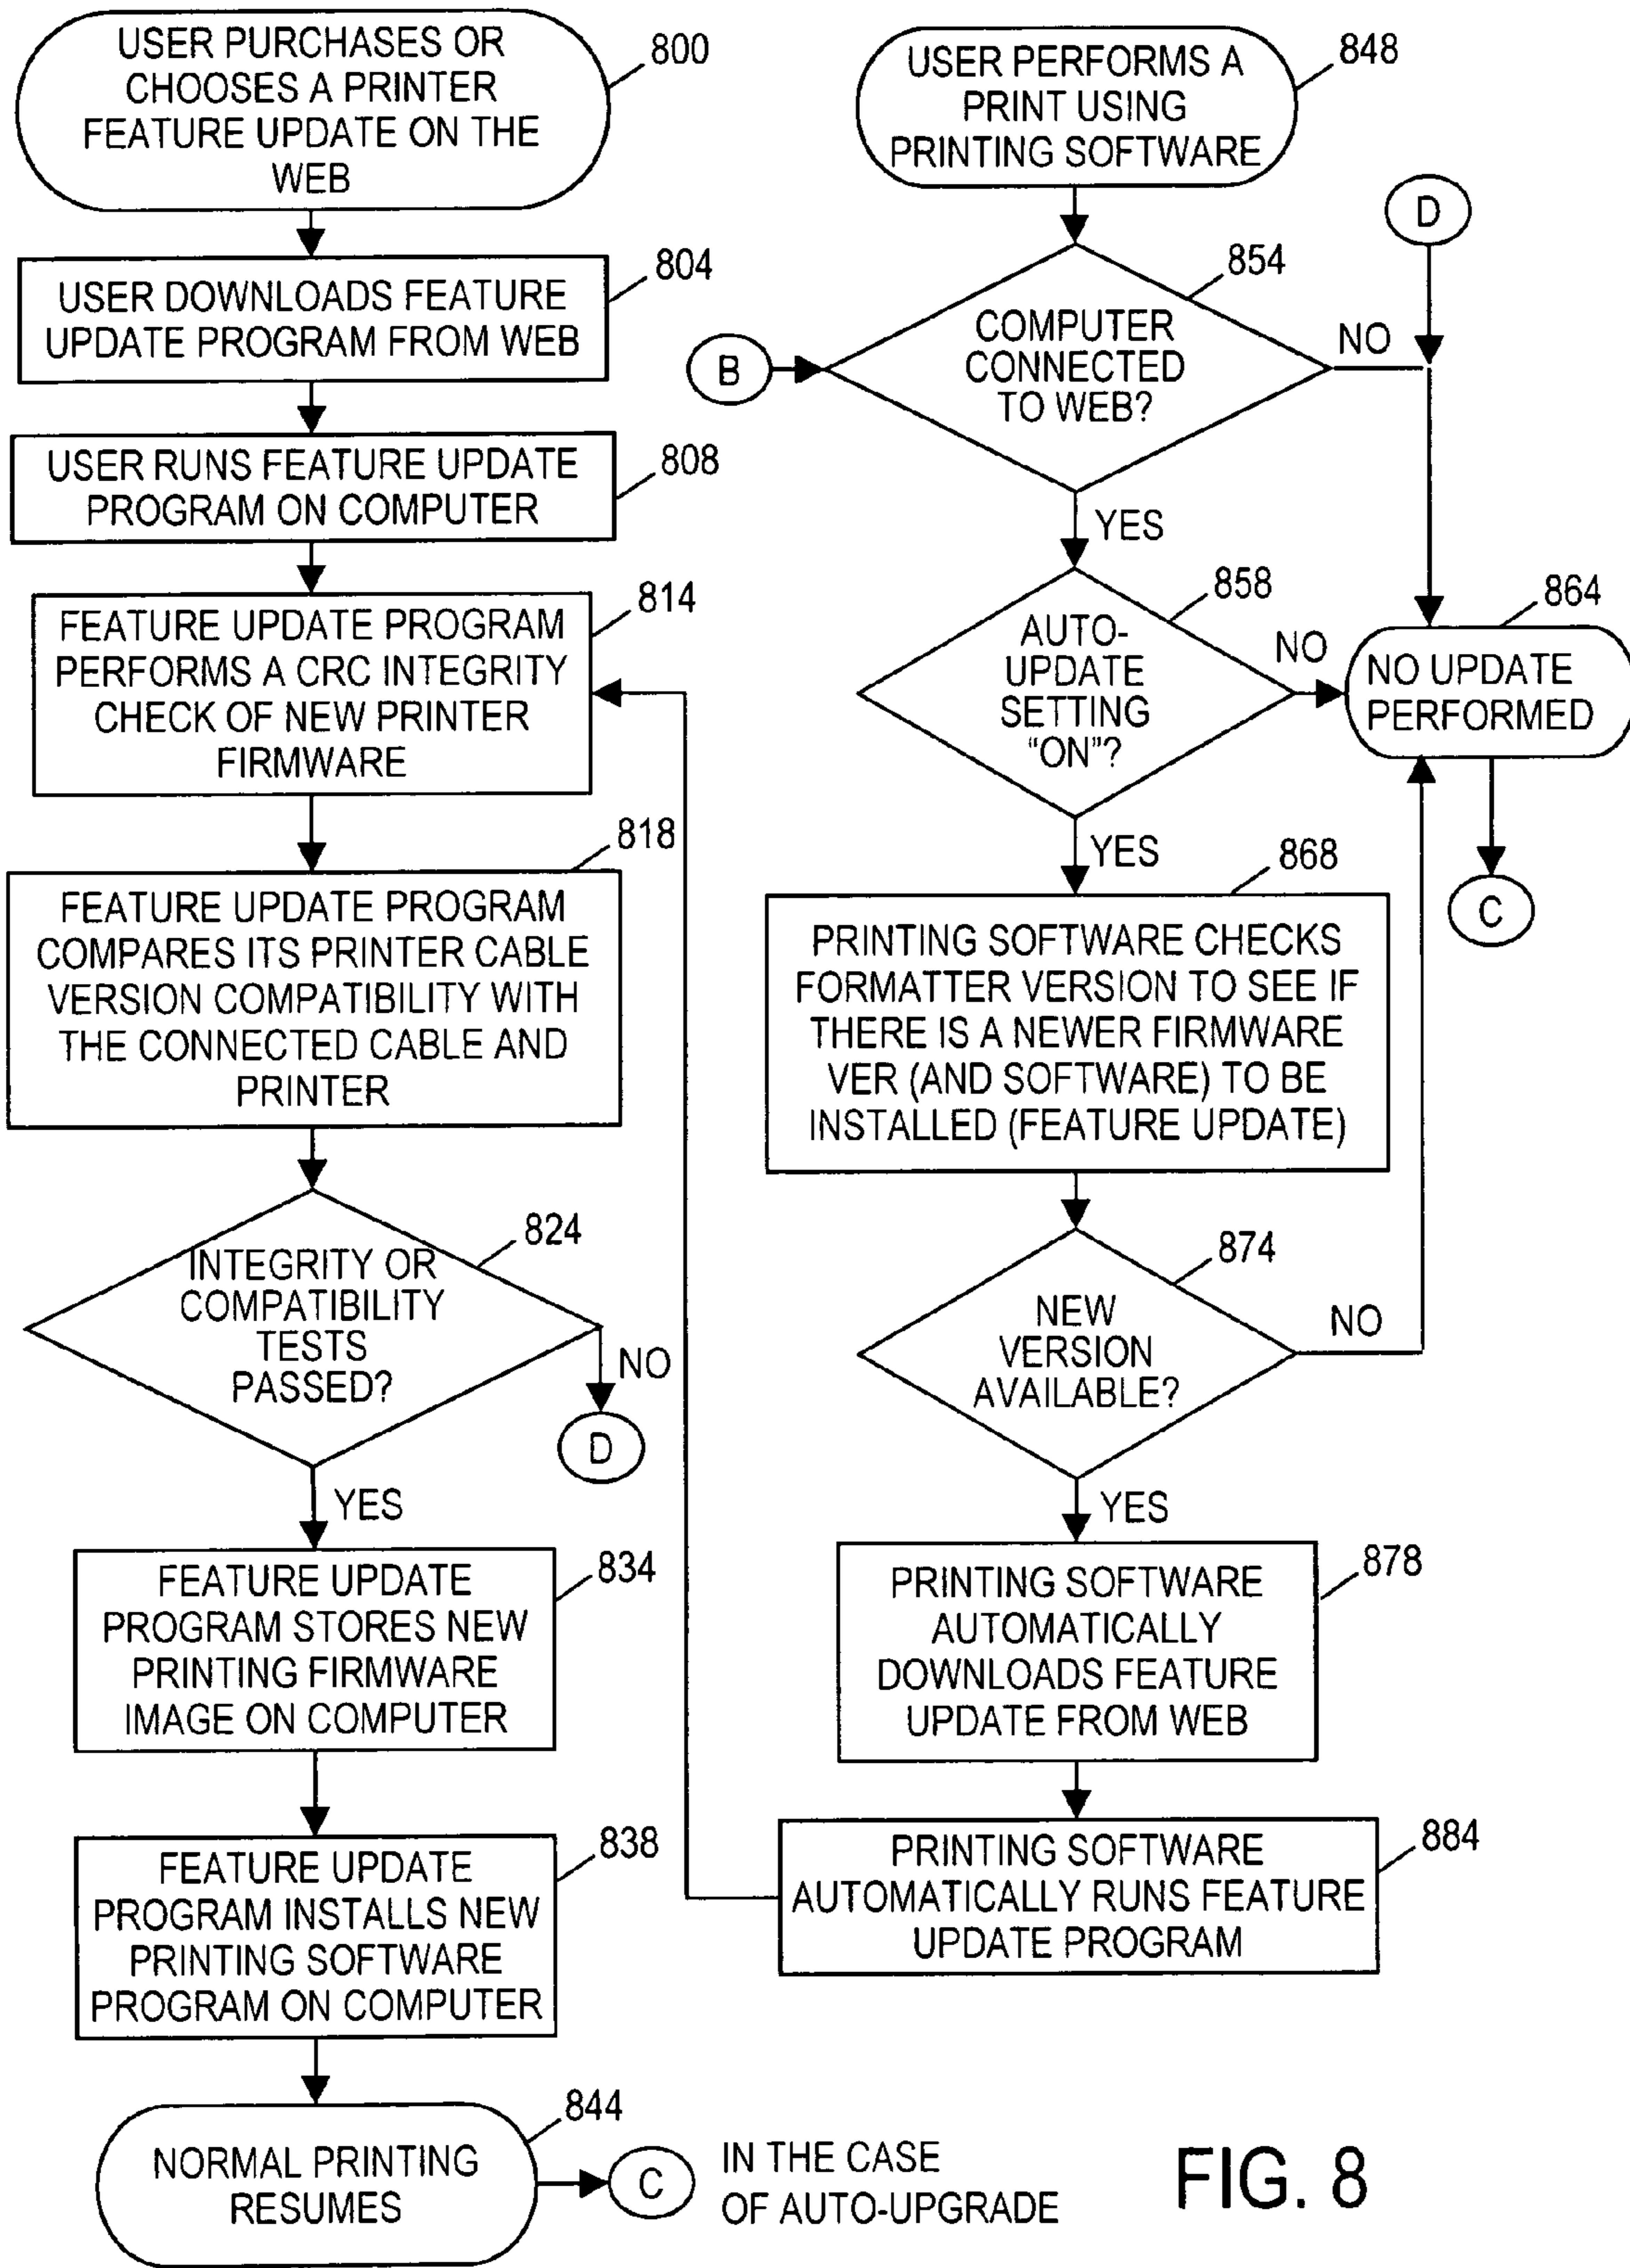 USER PURCHASES OR
CHOOSES A PRINTER
FEATURE UPDATE ON THE
WEB
800
USER DOWNLOADS FEATURE
UPDATE PROGRAM FROM WEB
804
USER RUNS FEATURE UPDATE
PROGRAM ON COMPUTER
808
FEATURE UPDATE PROGRAM
PERFORMS A CRC INTEGRITY
CHECK OF NEW PRINTER
FIRMWARE
814
818
FEATURE UPDATE PROGRAM
COMPARES ITS PRINTER CABLE
VERSION COMPATIBILITY WITH
THE CONNECTED CABLE AND
PRINTER
824
INTEGRITY OR
COMPATIBILITY
TESTS
PASSED?
NO
D
YES
FEATURE UPDATE
PROGRAM STORES NEW
PRINTING FIRMWARE
IMAGE ON COMPUTER
834
FEATURE UPDATE
PROGRAM INSTALLS NEW
PRINTING SOFTWARE
PROGRAM ON COMPUTER
838
844
NORMAL PRINTING
RESUMES
C
IN THE CASE
OF AUTO-UPGRADE
USER PERFORMS A
PRINT USING
PRINTING SOFTWARE
848
D
854
B
COMPUTER
CONNECTED
TO WEB?
NO
YES
858
AUTO-
UPDATE
SETTING
“ON”?
NO
864
NO UPDATE
PERFORMED
C
YES
868
PRINTING SOFTWARE CHECKS
FORMATTER VERSION TO SEE IF
THERE IS A NEWER FIRMWARE
VER (AND SOFTWARE) TO BE
INSTALLED (FEATURE UPDATE)
874
NEW
VERSION
AVAILABLE?
NO
YES
PRINTING SOFTWARE
AUTOMATICALLY
DOWNLOADS FEATURE
UPDATE FROM WEB
878
PRINTING SOFTWARE
AUTOMATICALLY RUNS FEATURE
UPDATE PROGRAM
884
FIG. 8